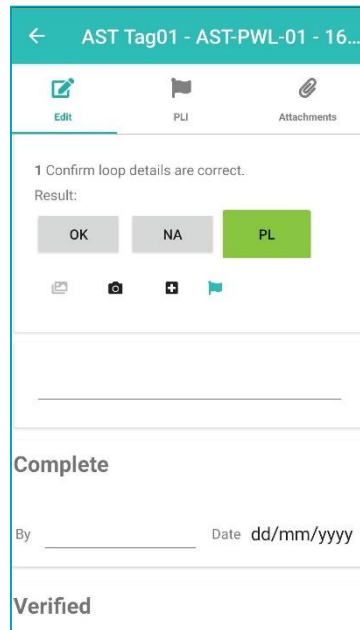 AST Tag01 - AST-PWL-01 - 16...
Edit PLI Attachments
1 Confirm loop details are correct.
Result:
OK NA PL
Complete
By Date dd/mm/yyyy
Verified